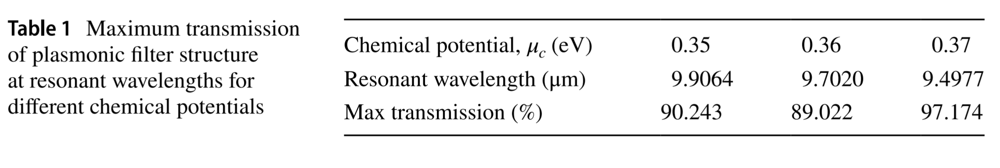 Table 1 Maximum transmission
of plasmonic filter structure
at resonant wavelengths for
different chemical potentials
Chemical potential, μc (eV) 0.35 0.36 0.37
Resonant wavelength (μm) 9.9064 9.7020 9.4977
Max transmission (%) 90.243 89.022 97.174